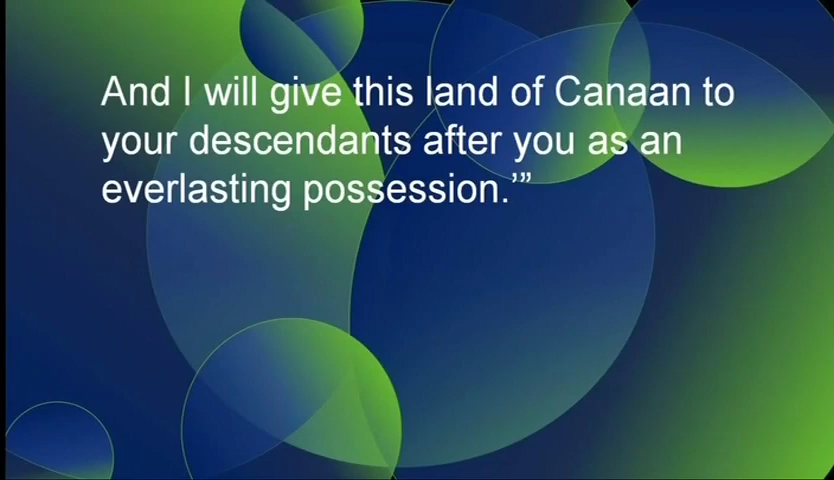 And I will give this land of Canaan to
your descendants after you as an
everlasting possession.’”